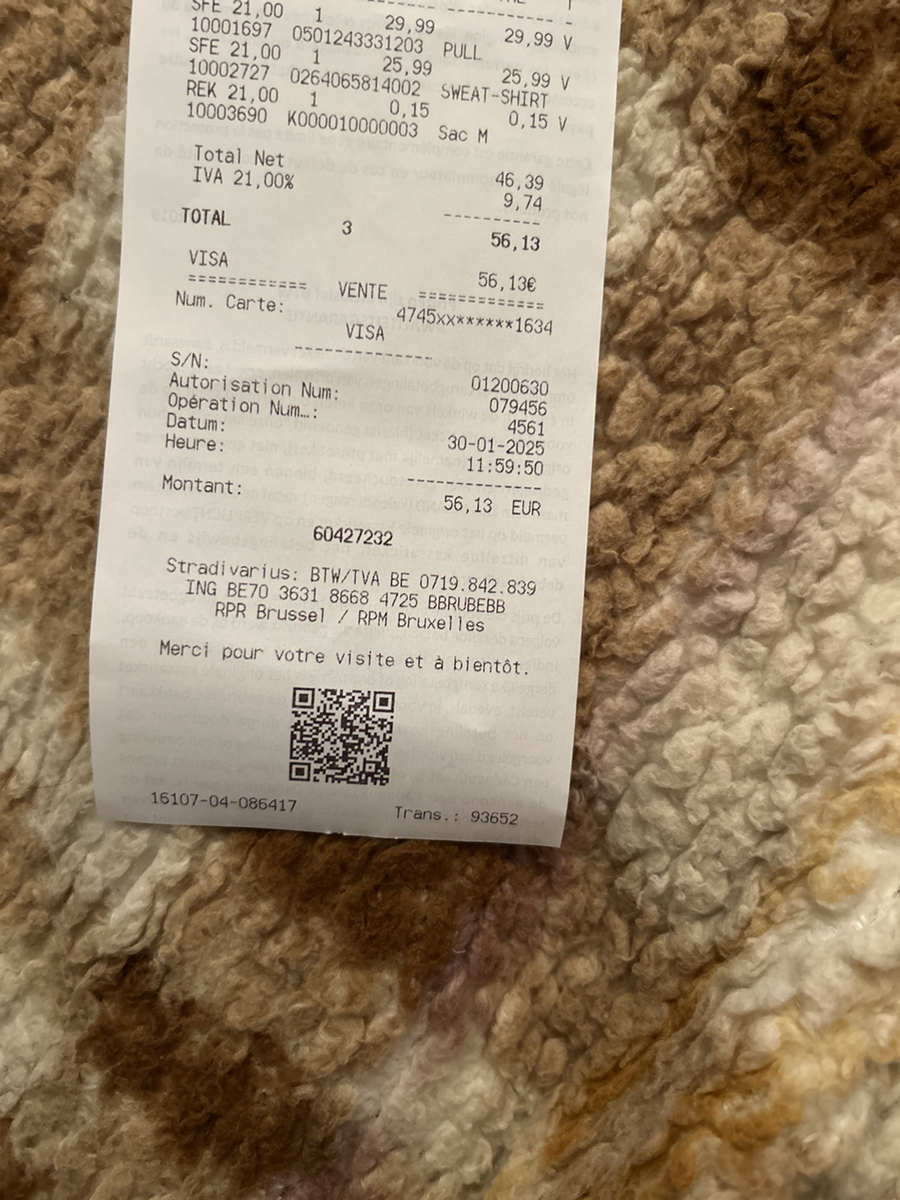 SFE 21,00 1 29,99 29,99 V
10001697 0501243331203 PULL
SFE 21,00 1 25,99 25,99 V
10002727 0264065814002 SWEAT-SHIRT
REK 21,00 1 0,15 0,15 V
10003690 K000010000003 Sac M
Total Net 46,39
IVA 21,00% 9,74
----------
TOTAL 3 56,13
VISA 56,13€
============ VENTE =============
Num. Carte: 4745xx******1634
VISA
---------------
S/N: 01200630
Autorisation Num: 079456
Opération Num…: 4561
Datum: 30-01-2025
Heure: 11:59:50
---------------
Montant: 56,13 EUR
60427232
Stradivarius: BTW/TVA BE 0719.842.839
ING BE70 3631 8668 4725 BBRUBEBB
RPR Brussel / RPM Bruxelles
Merci pour votre visite et à bientôt.
16107-04-086417 Trans.: 93652